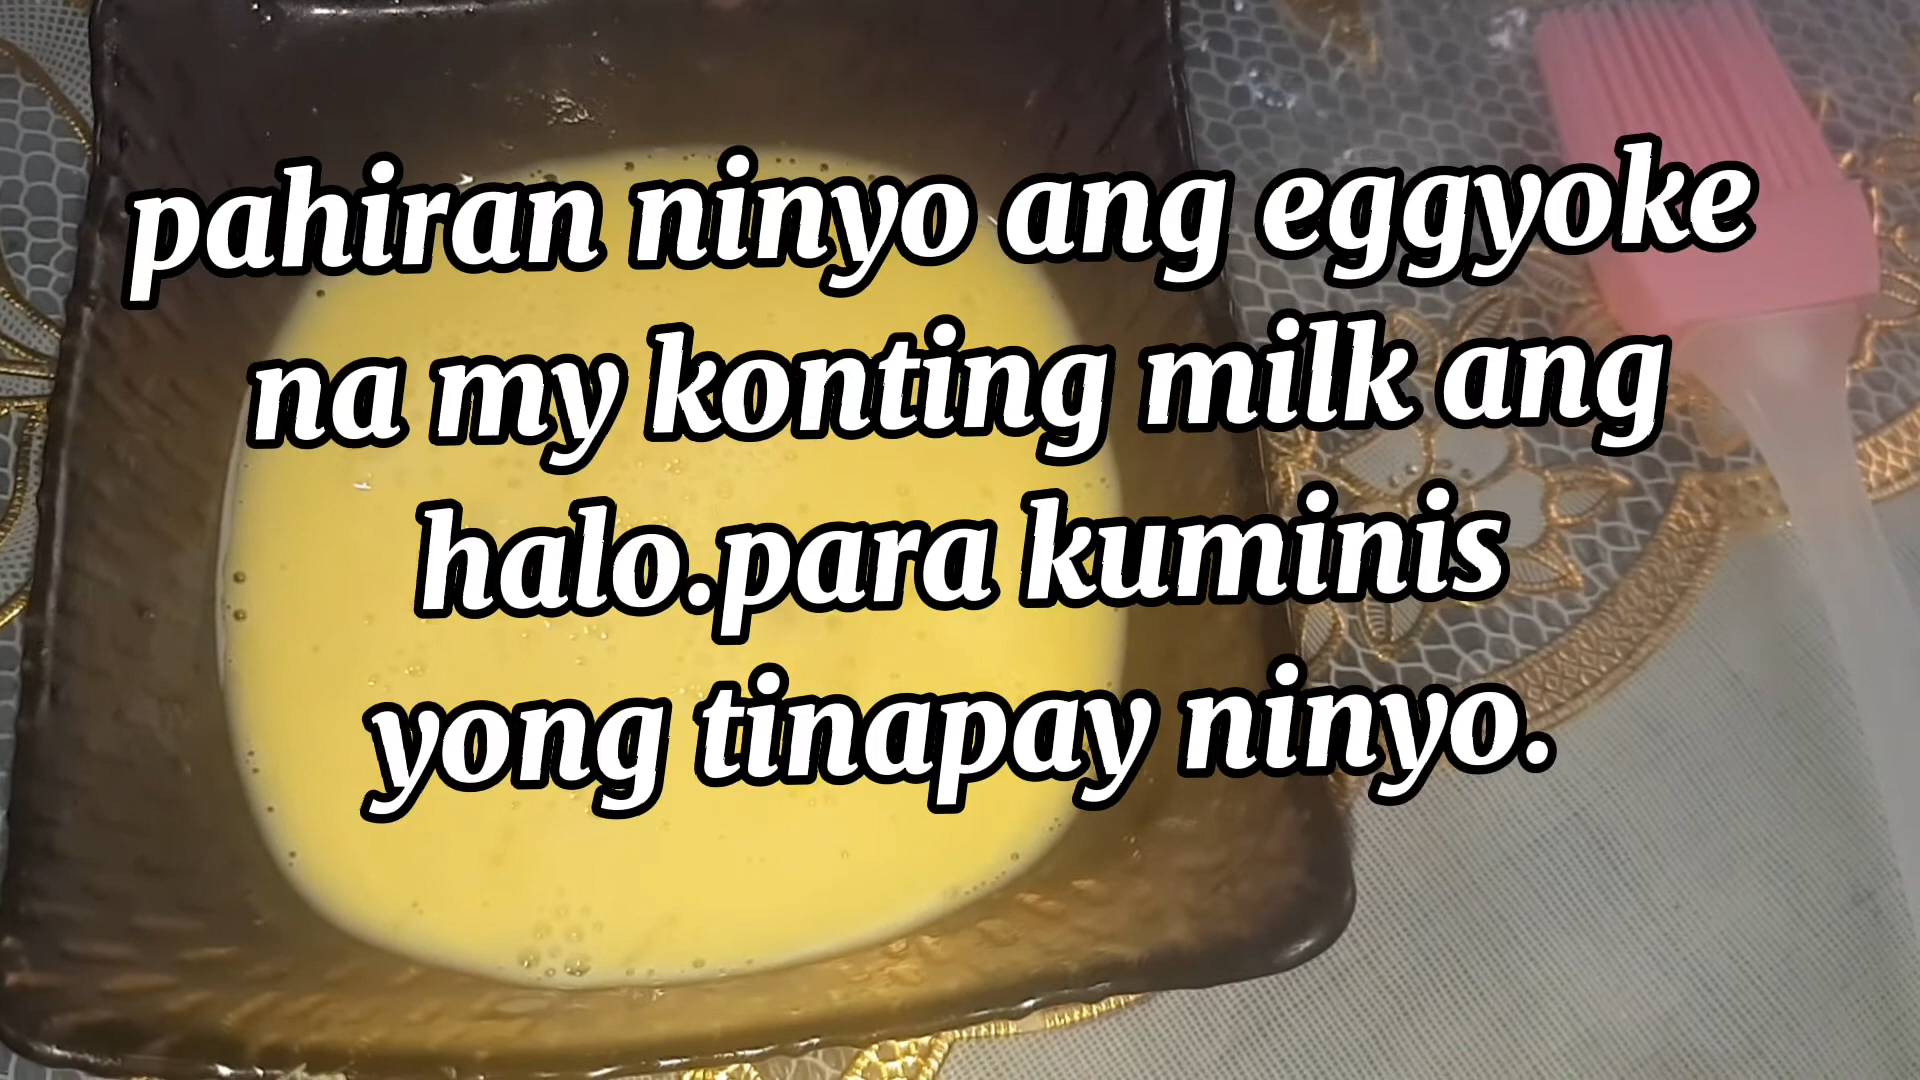 pahiran ninyo ang eggyoke
na my konting milk ang
halo.para kuminis
yong tinapay ninyo.